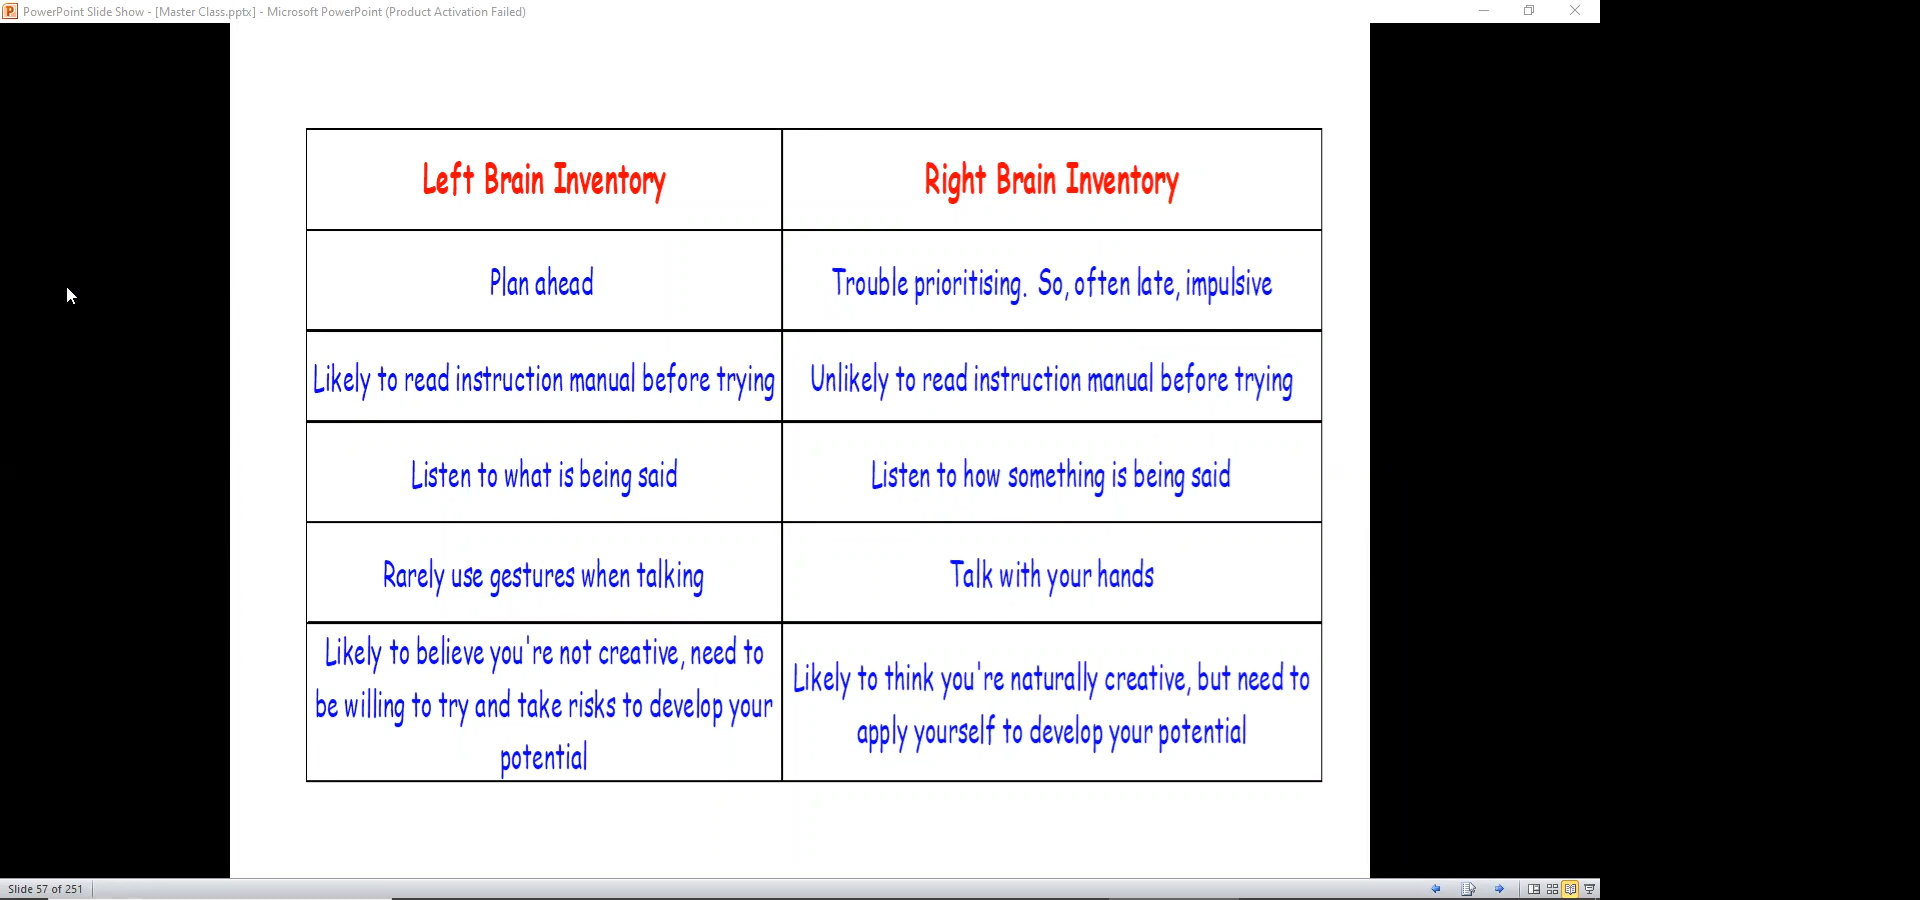 PowerPoint Slide Show - [Master Class.pptx] - Microsoft PowerPoint (Product Activation Failed)
Left Brain Inventory
Right Brain Inventory
Plan ahead
Trouble prioritising. So, often late, impulsive
Likely to read instruction manual before trying
Unlikely to read instruction manual before trying
Listen to what is being said
Listen to how something is being said
Rarely use gestures when talking
Talk with your hands
Likely to believe you're not creative, need to
be willing to try and take risks to develop your
potential
Likely to think you're naturally creative, but need to
apply yourself to develop your potential
Slide 57 of 251